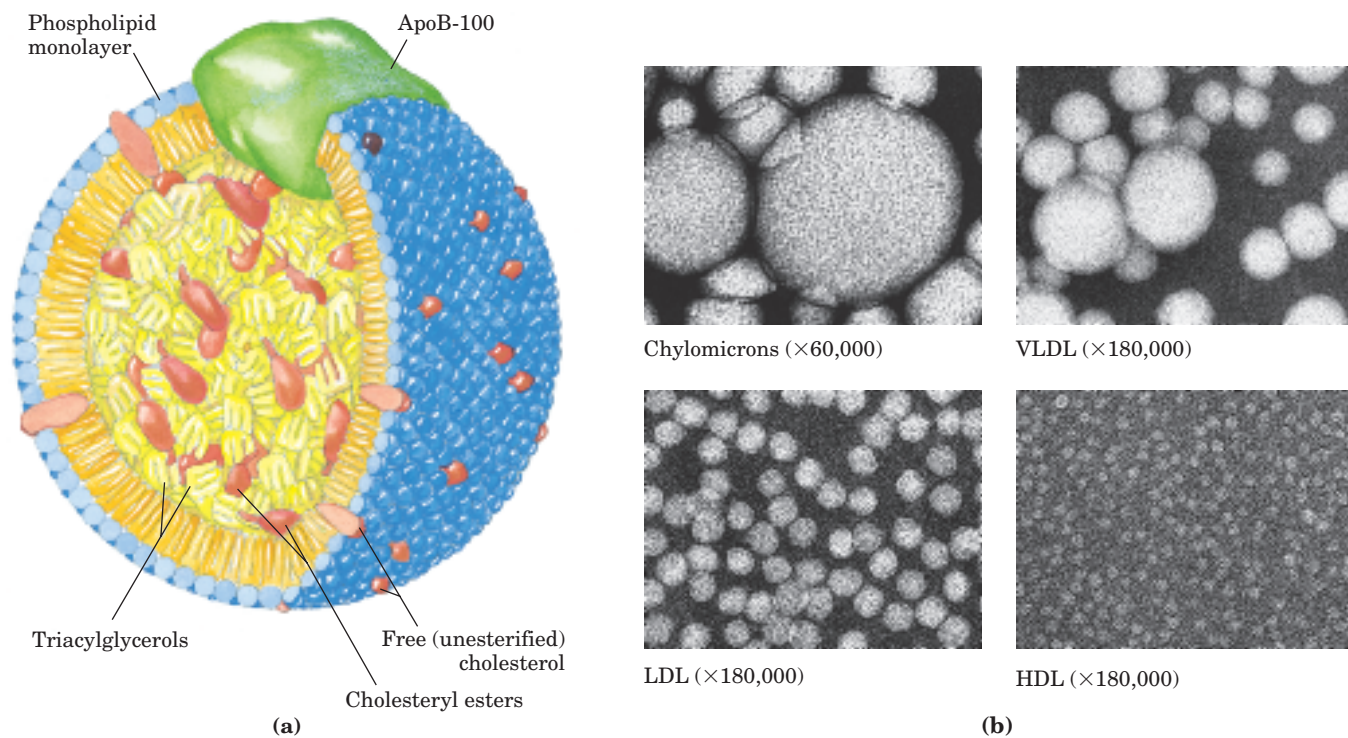 Phospholipid
monolayer
ApoB-100
Triacylglycerols
Free (unesterified)
cholesterol
Cholesteryl esters
(a)
Chylomicrons (×60,000)
VLDL (×180,000)
LDL (×180,000)
HDL (×180,000)
(b)